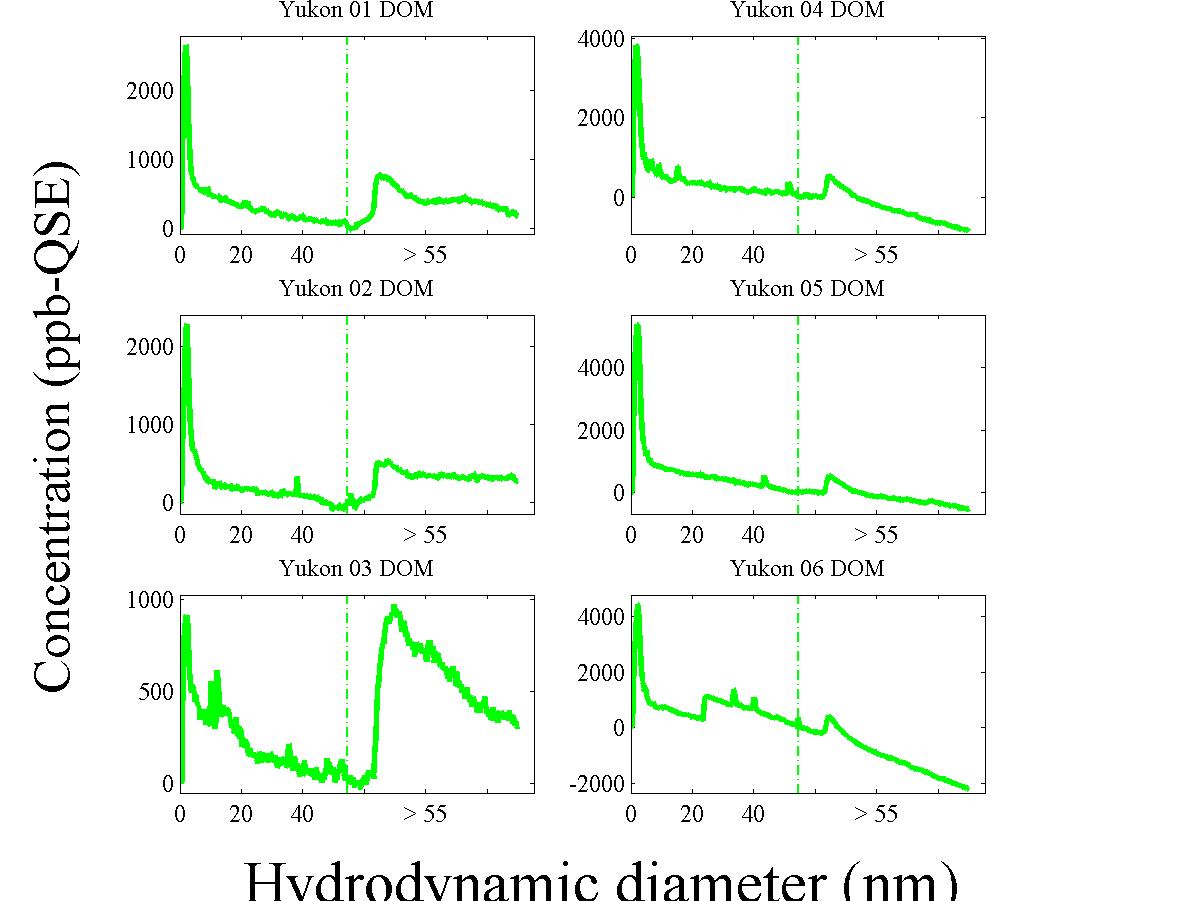 Yukon 01 DOM
2000
1000
0
0 20 40 > 55
Yukon 04 DOM
4000
2000
0
0 20 40 > 55
Yukon 02 DOM
2000
1000
0
0 20 40 > 55
Yukon 05 DOM
4000
2000
0
0 20 40 > 55
Yukon 03 DOM
1000
500
0
0 20 40 > 55
Yukon 06 DOM
4000
2000
0
-2000
0 20 40 > 55
Concentration (ppb-QSE)
Hydrodynamic diameter (nm)